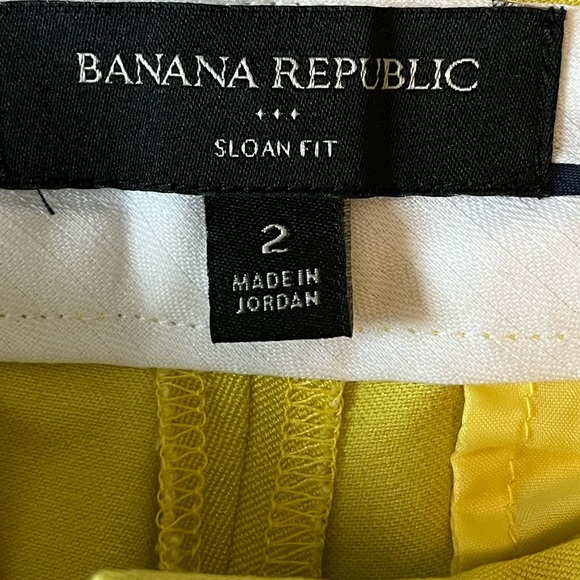 BANANA REPUBLIC
SLOAN FIT
2
MADE IN
JORDAN